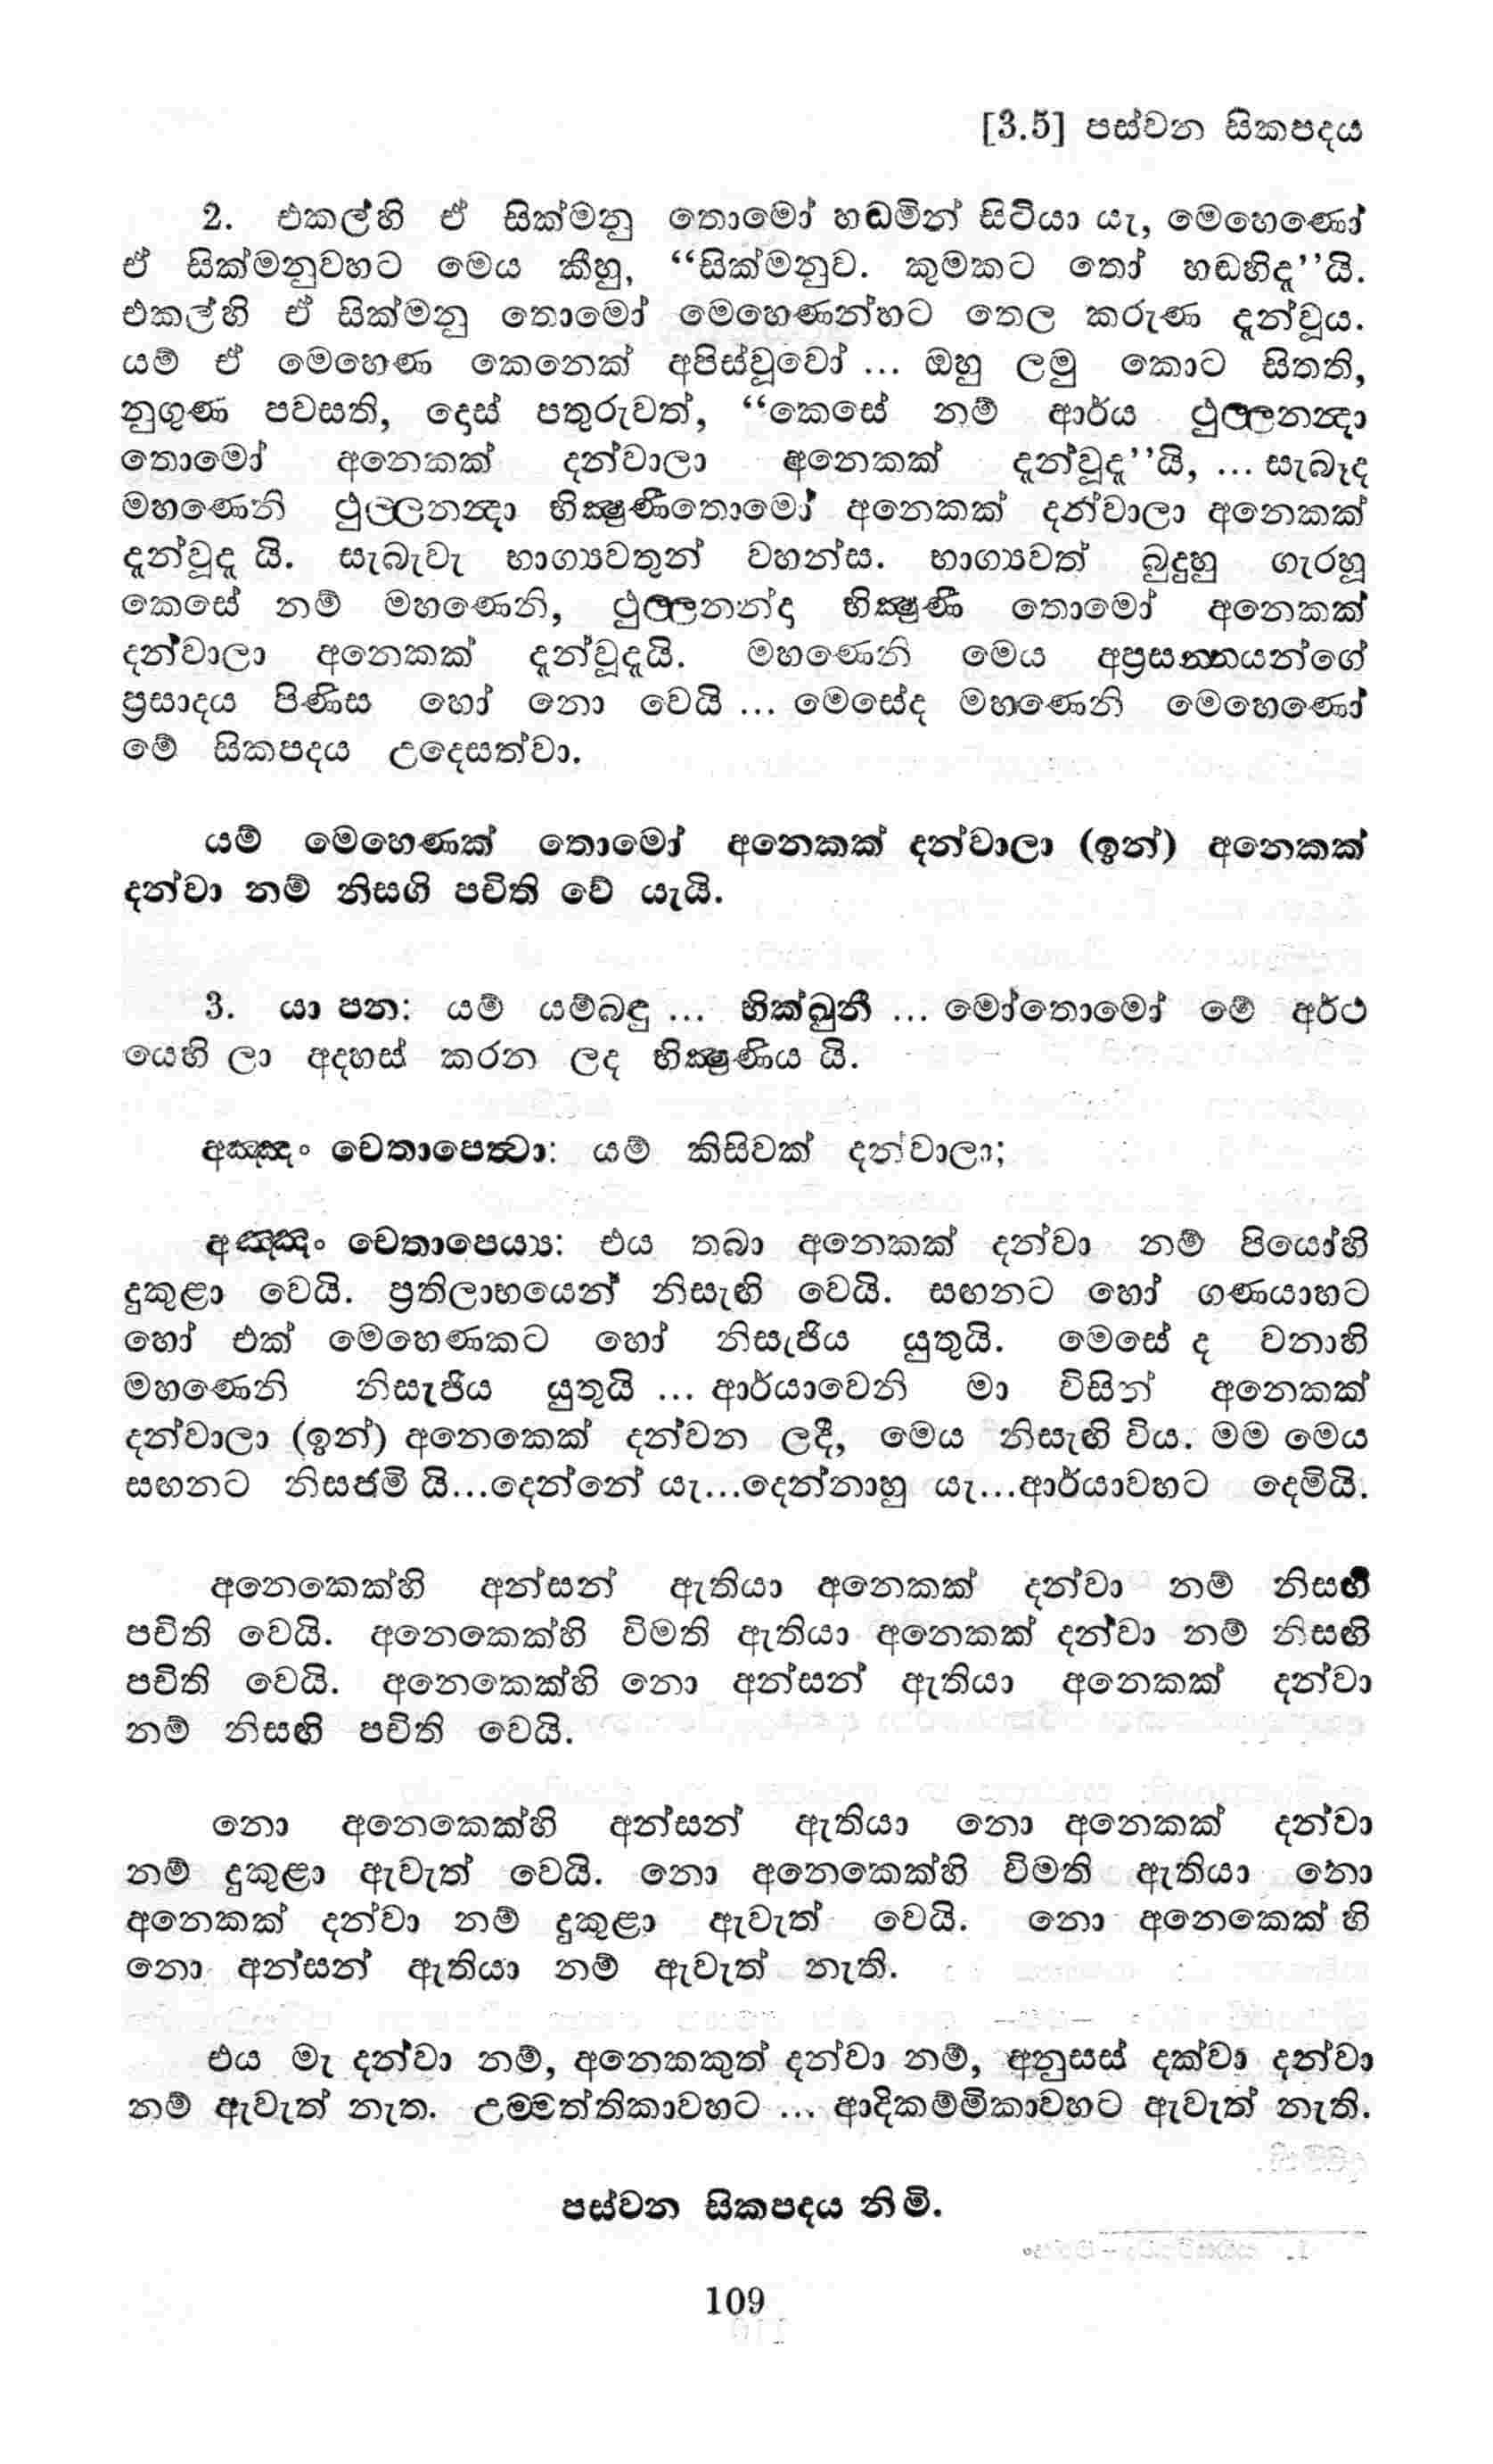 [3.5] පස්වන සිකපදය
2. එකල්හි ඒ සික්මනු තොමෝ හඬමින් සිටියා යැ, මෙහෙණෝ
ඒ සික්මනුවහට මෙය කීහු, “සික්මනුව. කුමකට තෝ හඬහිදැ’’යි.
එකල්හි ඒ සික්මනු තොමෝ මෙහෙණන්හට තෙල කරුණ දැන්වූය.
යම් ඒ මෙහෙණ කෙනෙක් අපිස්වූවෝ ... ඔහු ලමු කොට සිතති,
නුගුණ පවසති, දොස් පතුරුවත්, “කෙසේ නම් ආර්ය ථුල්ලනන්‍දා
තොමෝ අනෙකක් දන්වාලා අනෙකක් දැන්වූදැ’’යි, ... සැබෑද
මහණෙනි ථුල්ලනන්‍දා භික්‍ෂුණීතොමෝ අනෙකක් දන්වාලා අනෙකක්
දැන්වූදැ යි. සැබැවැ භාග්‍යවතුන් වහන්ස. භාග්‍යවත් බුදුහු ගැරහූ
කෙසේ නම් මහණෙනි, ථුල්ලනන්දා භික්‍ෂුණී තොමෝ අනෙකක්
දන්වාලා අනෙකක් දැන්වූදැයි. මහණෙනි මෙය අප්‍රසන්‍නයන්ගේ
ප්‍රසාදය පිණිස හෝ නො වෙයි ... මෙසේද මහණෙනි මෙහෙණෝ
මේ සිකපදය උදෙසත්වා.
යම් මෙහෙණක් තොමෝ අනෙකක් දන්වාලා (ඉන්) අනෙකක්
දන්වා නම් නිසගි පචිති වේ යැයි.
3. යා පන: යම් යම්බඳු ... භික්ඛුනී ... මෝතොමෝ මේ අර්ථ
යෙහි ලා අදහස් කරන ලද භික්‍ෂුණිය යි.
අඤ්ඤං චෙතාපෙත්‍වා: යම් කිසිවක් දන්වාලා;
අඤ්ඤං චෙතාපෙය්‍ය: එය තබා අනෙකක් දන්වා නම් පියෝහි
දුකුළා වෙයි. ප්‍රතිලාභයෙන් නිසැඟි වෙයි. සඟනට හෝ ගණයාහට
හෝ එක් මෙහෙණකට හෝ නිසැජිය යුතුයි. මෙසේ ද වනාහි
මහණෙනි නිසැජිය යුතුයි ... ආර්යාවෙනි මා විසින් අනෙකක්
දන්වාලා (ඉන්) අනෙකෙක් දන්වන ලදී, මෙය නිසැඟි විය. මම මෙය
සඟනට නිසජමි යි...දෙන්නේ යැ...දෙන්නාහු යැ...ආර්යාවහට දෙමියි.
අනෙකෙක්හි අන්සන් ඇතියා අනෙකක් දන්වා නම් නිසඟි
පචිති වෙයි. අනෙකෙක්හි විමති ඇතියා අනෙකක් දන්වා නම් නිසඟි
පචිති වෙයි. අනෙකෙක්හි නො අන්සන් ඇතියා අනෙකක් දන්වා
නම් නිසඟි පචිති වෙයි.
නො අනෙකෙක්හි අන්සන් ඇතියා නො අනෙකක් දන්වා
නම් දුකුළා ඇවැත් වෙයි. නො අනෙකෙක්හි විමති ඇතියා නො
අනෙකක් දන්වා නම් දුකුළා ඇවැත් වෙයි. නො අනෙකෙක් හි
නො අන්සන් ඇතියා නම් ඇවැත් නැති.
එය මැ දන්වා නම්, අනෙකකුත් දන්වා නම්, අනුසස් දක්වා දන්වා
නම් ඇවැත් නැත. උම්මත්තිකාවහට ... ආදිකම්මිකාවහට ඇවැත් නැති.
පස්වන සිකපදය නිමි.
109